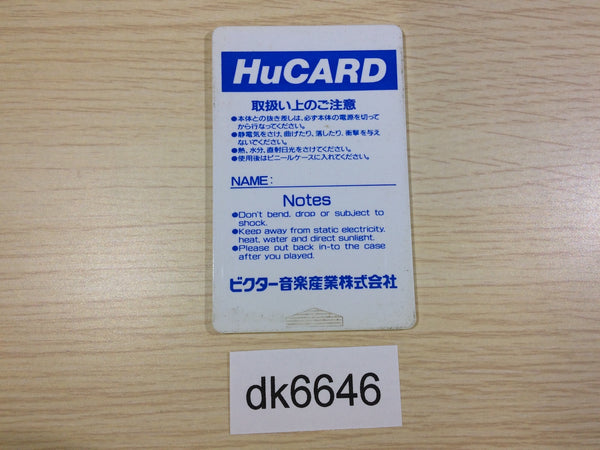 HuCARD
取扱い上のご注意
●本体との抜き差しは、必ず本体の電源を切って
から行なってください。
●静電気をさけ、曲げたり、落したり、衝撃を与え
ないでください。
●熱、水分、直射日光をさけてください。
●使用後はビニールケースに入れてください。
NAME:
Notes
●Don't bend, drop or subject to
shock.
●Keep away from static electricity,
heat, water and direct sunlight.
●Please put back in-to the case
after you played.
ビクター音楽産業株式会社
dk6646